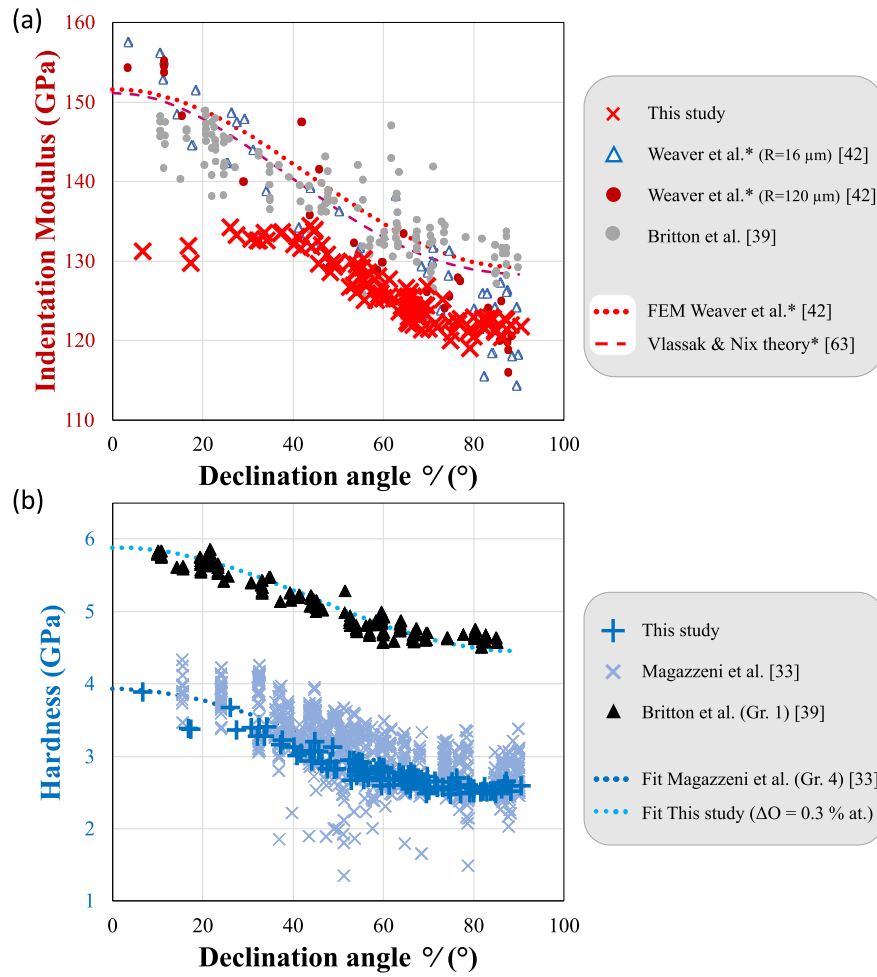 (a)
160
150
140
130
120
110
Indentation Modulus (GPa)
0 20 40 60 80 100
Declination angle °/ (°)
This study
Weaver et al.* (R=16 µm) [42]
Weaver et al.* (R=120 µm) [42]
Britton et al. [39]
FEM Weaver et al.* [42]
Vlassak & Nix theory* [63]
(b)
6
5
4
3
2
1
Hardness (GPa)
0 20 40 60 80 100
Declination angle °/ (°)
This study
Magazzeni et al. [33]
Britton et al. (Gr. 1) [39]
Fit Magazzeni et al. (Gr. 4) [33]
Fit This study (ΔO = 0.3 % at.)